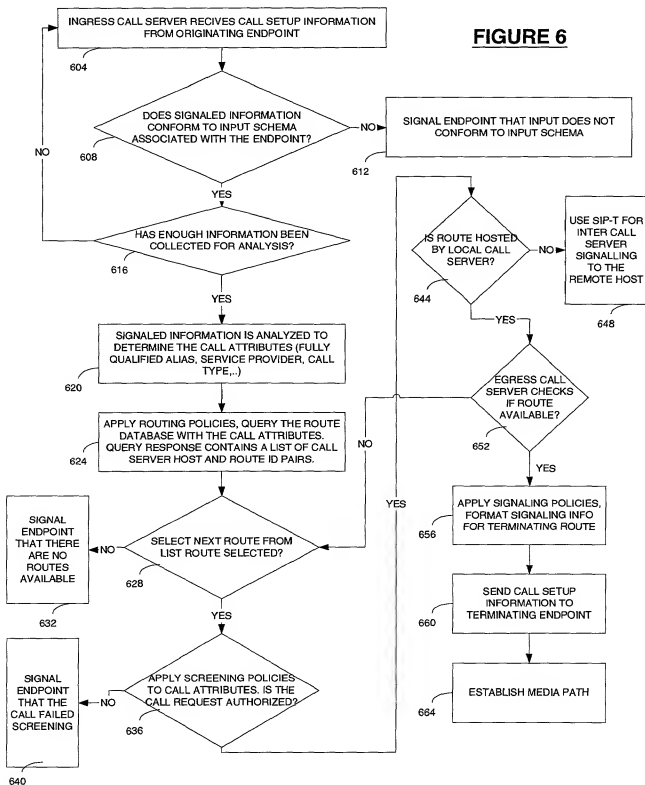 FIGURE 6
INGRESS CALL SERVER RECIVES CALL SETUP INFORMATION
FROM ORIGINATING ENDPOINT
604
DOES SIGNALED INFORMATION
CONFORM TO INPUT SCHEMA
ASSOCIATED WITH THE ENDPOINT?
608
NO
SIGNAL ENDPOINT THAT INPUT DOES NOT
CONFORM TO INPUT SCHEMA
612
YES
NO
HAS ENOUGH INFORMATION BEEN
COLLECTED FOR ANALYSIS?
616
YES
SIGNALED INFORMATION IS ANALYZED TO
DETERMINE THE CALL ATTRIBUTES (FULLY
QUALIFIED ALIAS, SERVICE PROVIDER, CALL
TYPE,..)
620
APPLY ROUTING POLICIES, QUERY THE ROUTE
DATABASE WITH THE CALL ATTRIBUTES.
QUERY RESPONSE CONTAINS A LIST OF CALL
SERVER HOST AND ROUTE ID PAIRS.
624
SELECT NEXT ROUTE FROM
LIST ROUTE SELECTED?
628
NO
SIGNAL
ENDPOINT
THAT THERE
ARE NO
ROUTES
AVAILABLE
632
YES
APPLY SCREENING POLICIES
TO CALL ATTRIBUTES. IS THE
CALL REQUEST AUTHORIZED?
636
NO
SIGNAL
ENDPOINT
THAT THE
CALL FAILED
SCREENING
640
YES
IS ROUTE HOSTED
BY LOCAL CALL
SERVER?
644
NO
USE SIP-T FOR
INTER CALL
SERVER
SIGNALLING
TO THE
REMOTE HOST
648
YES
EGRESS CALL
SERVER CHECKS
IF ROUTE
AVAILABLE?
652
NO
YES
APPLY SIGNALING POLICIES,
FORMAT SIGNALING INFO
FOR TERMINATING ROUTE
656
SEND CALL SETUP
INFORMATION TO
TERMINATING ENDPOINT
660
ESTABLISH MEDIA PATH
664